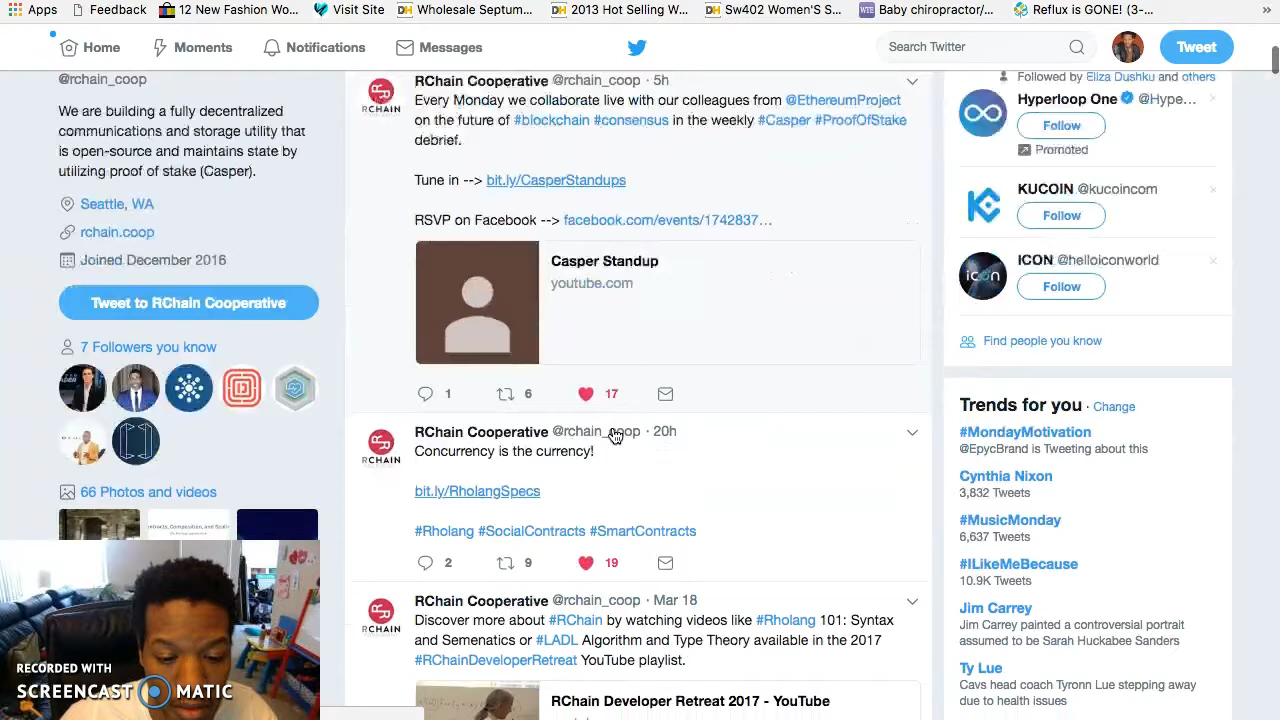 Apps
Feedback
12 New Fashion Wo...
Visit Site
Wholesale Septum...
2013 Hot Selling W...
Sw402 Women'S S...
Baby chiropractor/...
Reflux is GONE! (3-...
»
Home
Moments
Notifications
Messages
Search Twitter
Tweet
@rchain_coop
We are building a fully decentralized
communications and storage utility that
is open-source and maintains state by
utilizing proof of stake (Casper).
Seattle, WA
rchain.coop
Joined December 2016
Tweet to RChain Cooperative
7 Followers you know
66 Photos and videos
RECORDED WITH
SCREENCAST MATIC
RCHAIN
RChain Cooperative @rchain_coop · 5h
Every Monday we collaborate live with our colleagues from @EthereumProject
on the future of #blockchain #consensus in the weekly #Casper #ProofOfStake
debrief.
Tune in --> bit.ly/CasperStandups
RSVP on Facebook --> facebook.com/events/1742837...
Casper Standup
youtube.com
1 6 17
RCHAIN
RChain Cooperative @rchain_coop · 20h
Concurrency is the currency!
bit.ly/RholangSpecs
#Rholang #SocialContracts #SmartContracts
2 9 19
RCHAIN
RChain Cooperative @rchain_coop · Mar 18
Discover more about #RChain by watching videos like #Rholang 101: Syntax
and Semenatics or #LADL Algorithm and Type Theory available in the 2017
#RChainDeveloperRetreat YouTube playlist.
RChain Developer Retreat 2017 - YouTube
Followed by Eliza Dushku and others
Hyperloop One @Hype...
Follow
Promoted
KUCOIN @kucoincom
Follow
ICON @helloiconworld
icon
Follow
Find people you know
Trends for you · Change
#MondayMotivation
@EpycBrand is Tweeting about this
Cynthia Nixon
3,832 Tweets
#MusicMonday
6,637 Tweets
#ILikeMeBecause
10.9K Tweets
Jim Carrey
Jim Carrey painted a controversial portrait
assumed to be Sarah Huckabee Sanders
Ty Lue
Cavs head coach Tyronn Lue stepping away
due to health issues